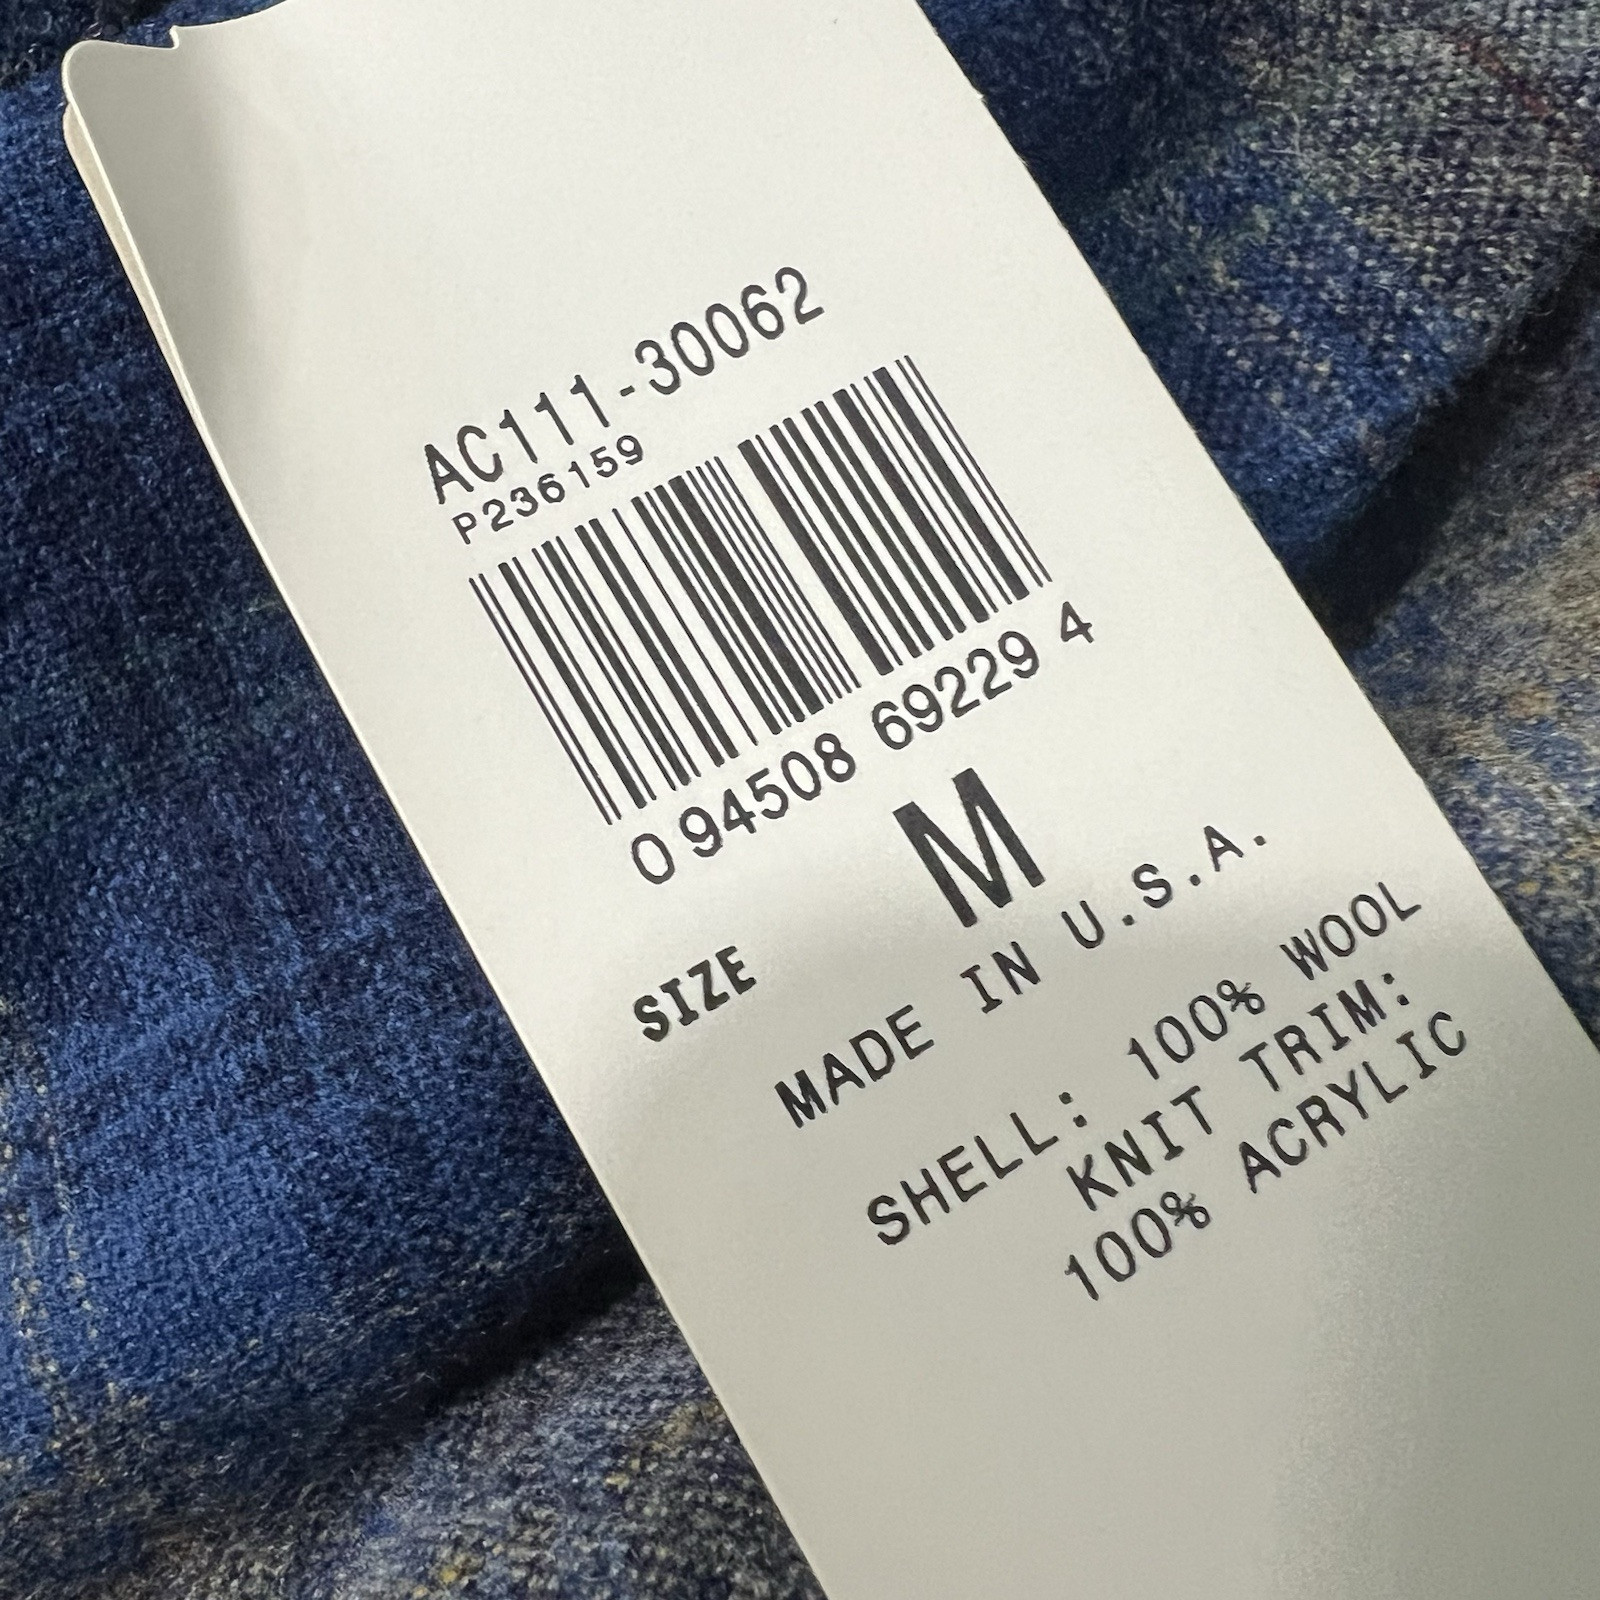 AC111-30062
P236159
0 94508 69229 4
SIZE M
MADE IN U.S.A.
SHELL: 100% WOOL
KNIT TRIM:
100% ACRYLIC